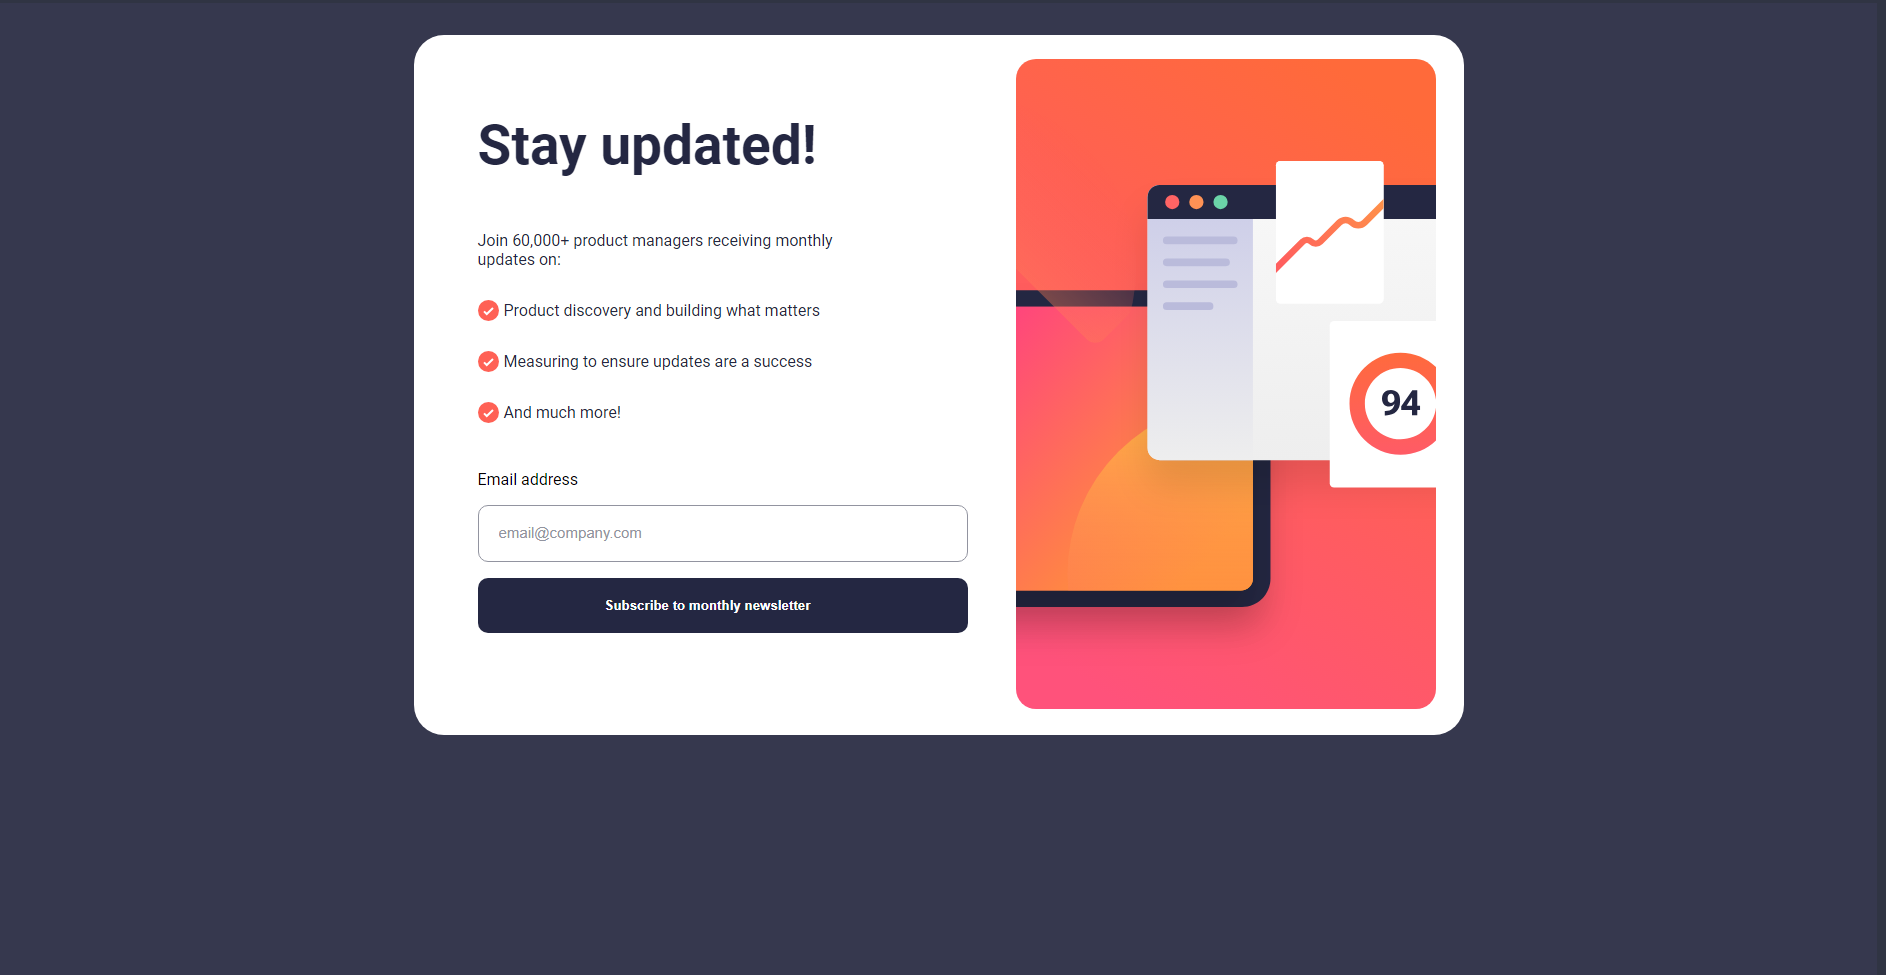 Stay updated!
Join 60,000+ product managers receiving monthly
updates on:
Product discovery and building what matters
Measuring to ensure updates are a success
And much more!
Email address
email@company.com
Subscribe to monthly newsletter
94